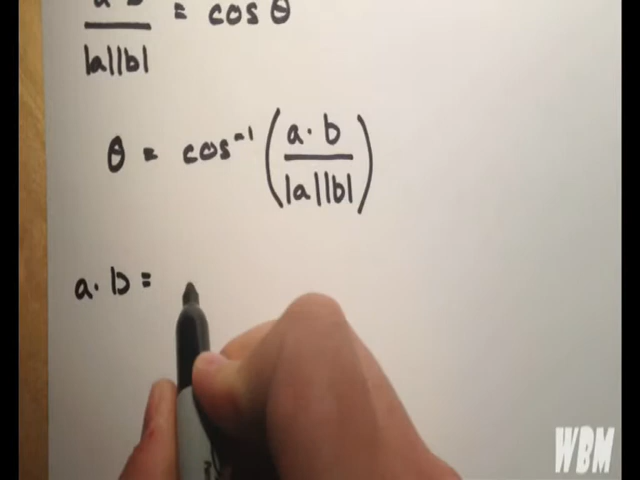 a · b / |a||b| = cos θ
θ = cos⁻¹ ( a · b / |a||b| )
a · b =
WBM